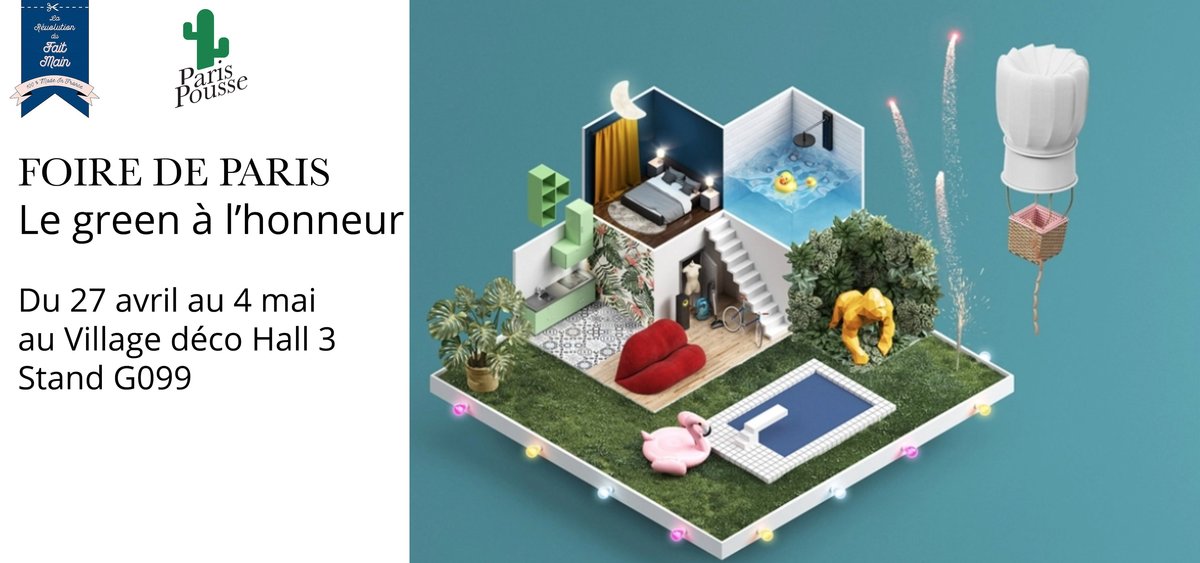 La
Révolution
du
Fait
Main
100% Made In France
Paris
Pousse
FOIRE DE PARIS
Le green à l’honneur
Du 27 avril au 4 mai
au Village déco Hall 3
Stand G099